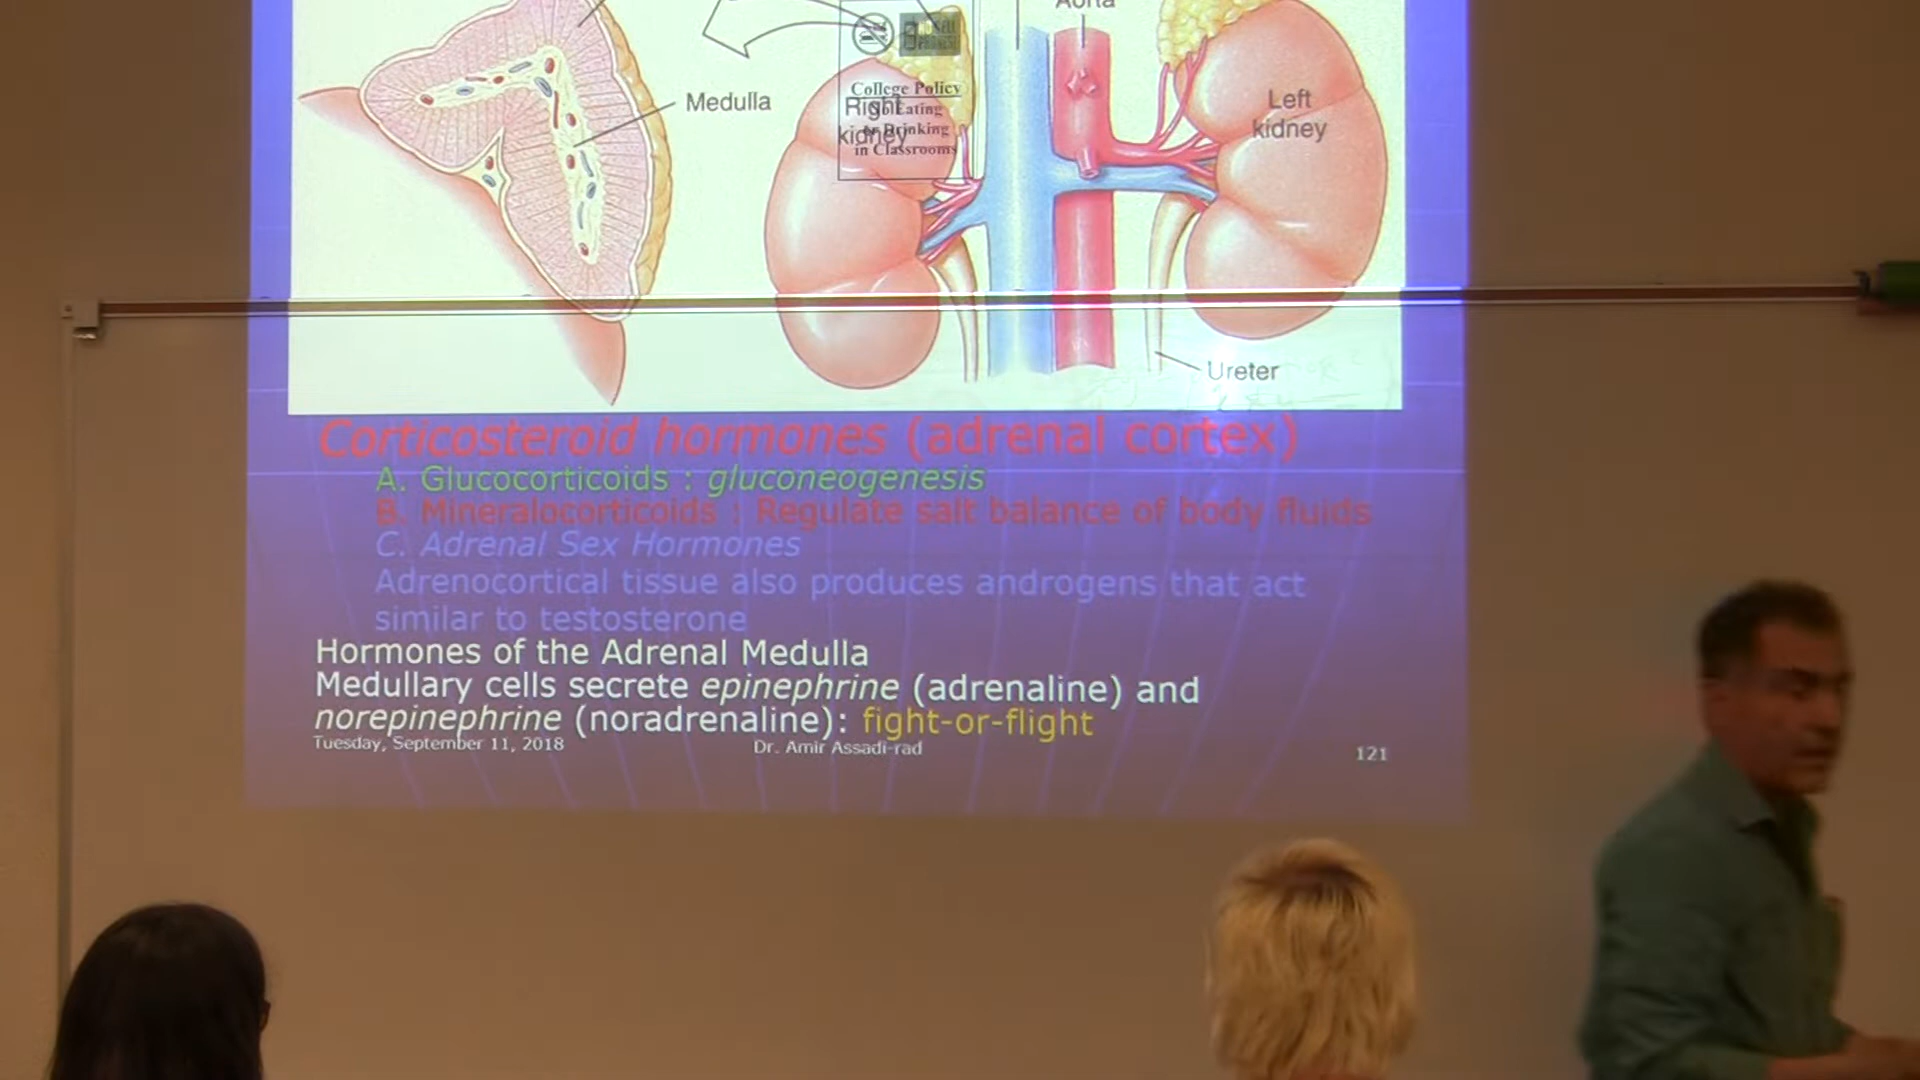 Aorta
Medulla
College Policy
No Eating
or Drinking
in Classrooms
Right
kidney
Left
kidney
Ureter
Corticosteroid hormones (adrenal cortex)
A. Glucocorticoids : gluconeogenesis
B. Mineralocorticoids : Regulate salt balance of body fluids
C. Adrenal Sex Hormones
Adrenocortical tissue also produces androgens that act
similar to testosterone
Hormones of the Adrenal Medulla
Medullary cells secrete epinephrine (adrenaline) and
norepinephrine (noradrenaline): fight-or-flight
Tuesday, September 11, 2018
Dr. Amir Assadi-rad
121